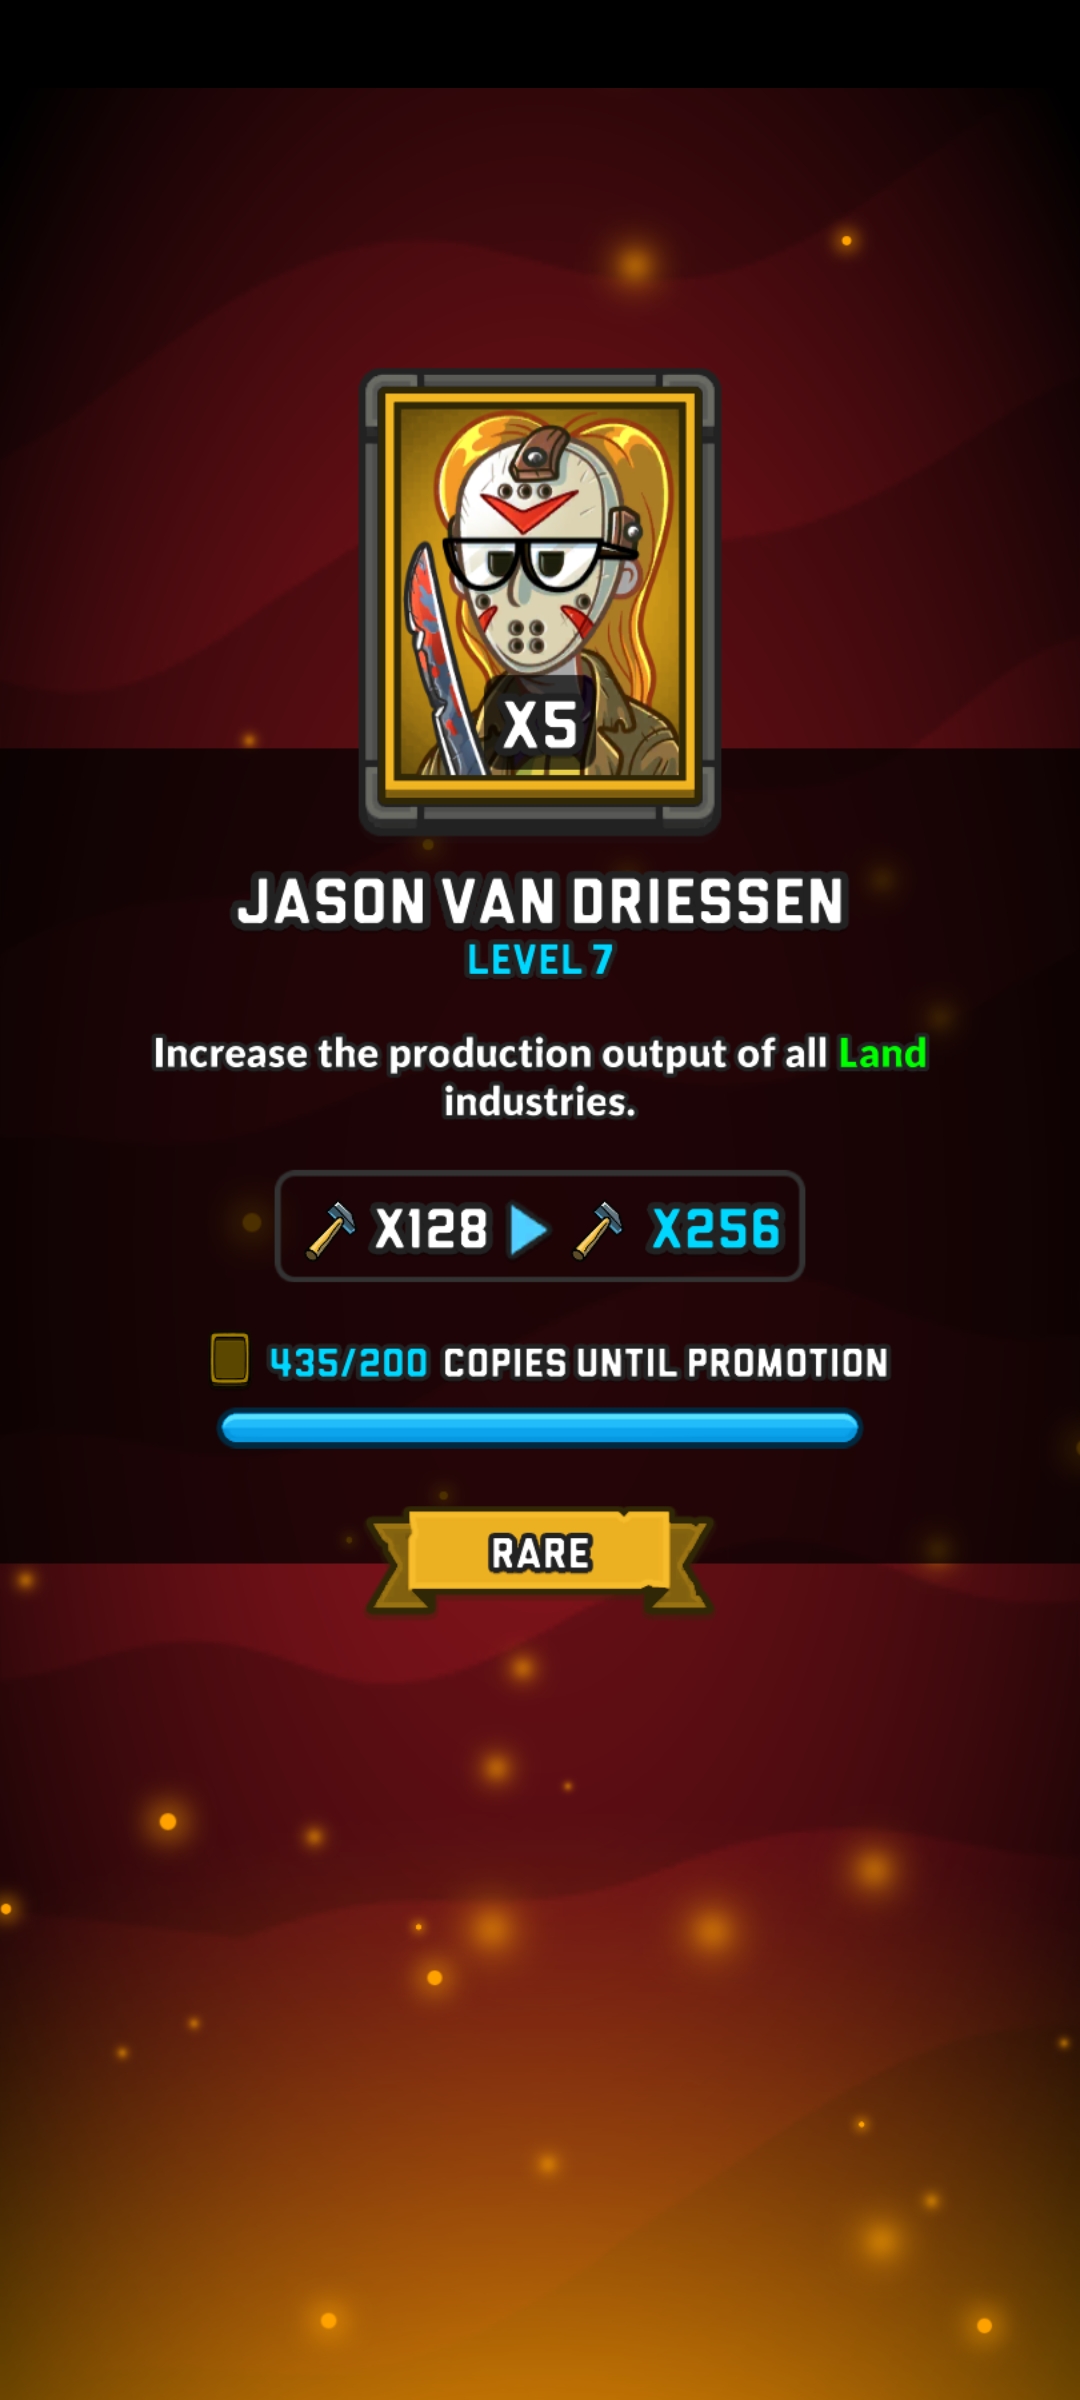 X5
JASON VAN DRIESSEN
LEVEL 7
Increase the production output of all Land
industries.
X128 X256
435/200 COPIES UNTIL PROMOTION
RARE